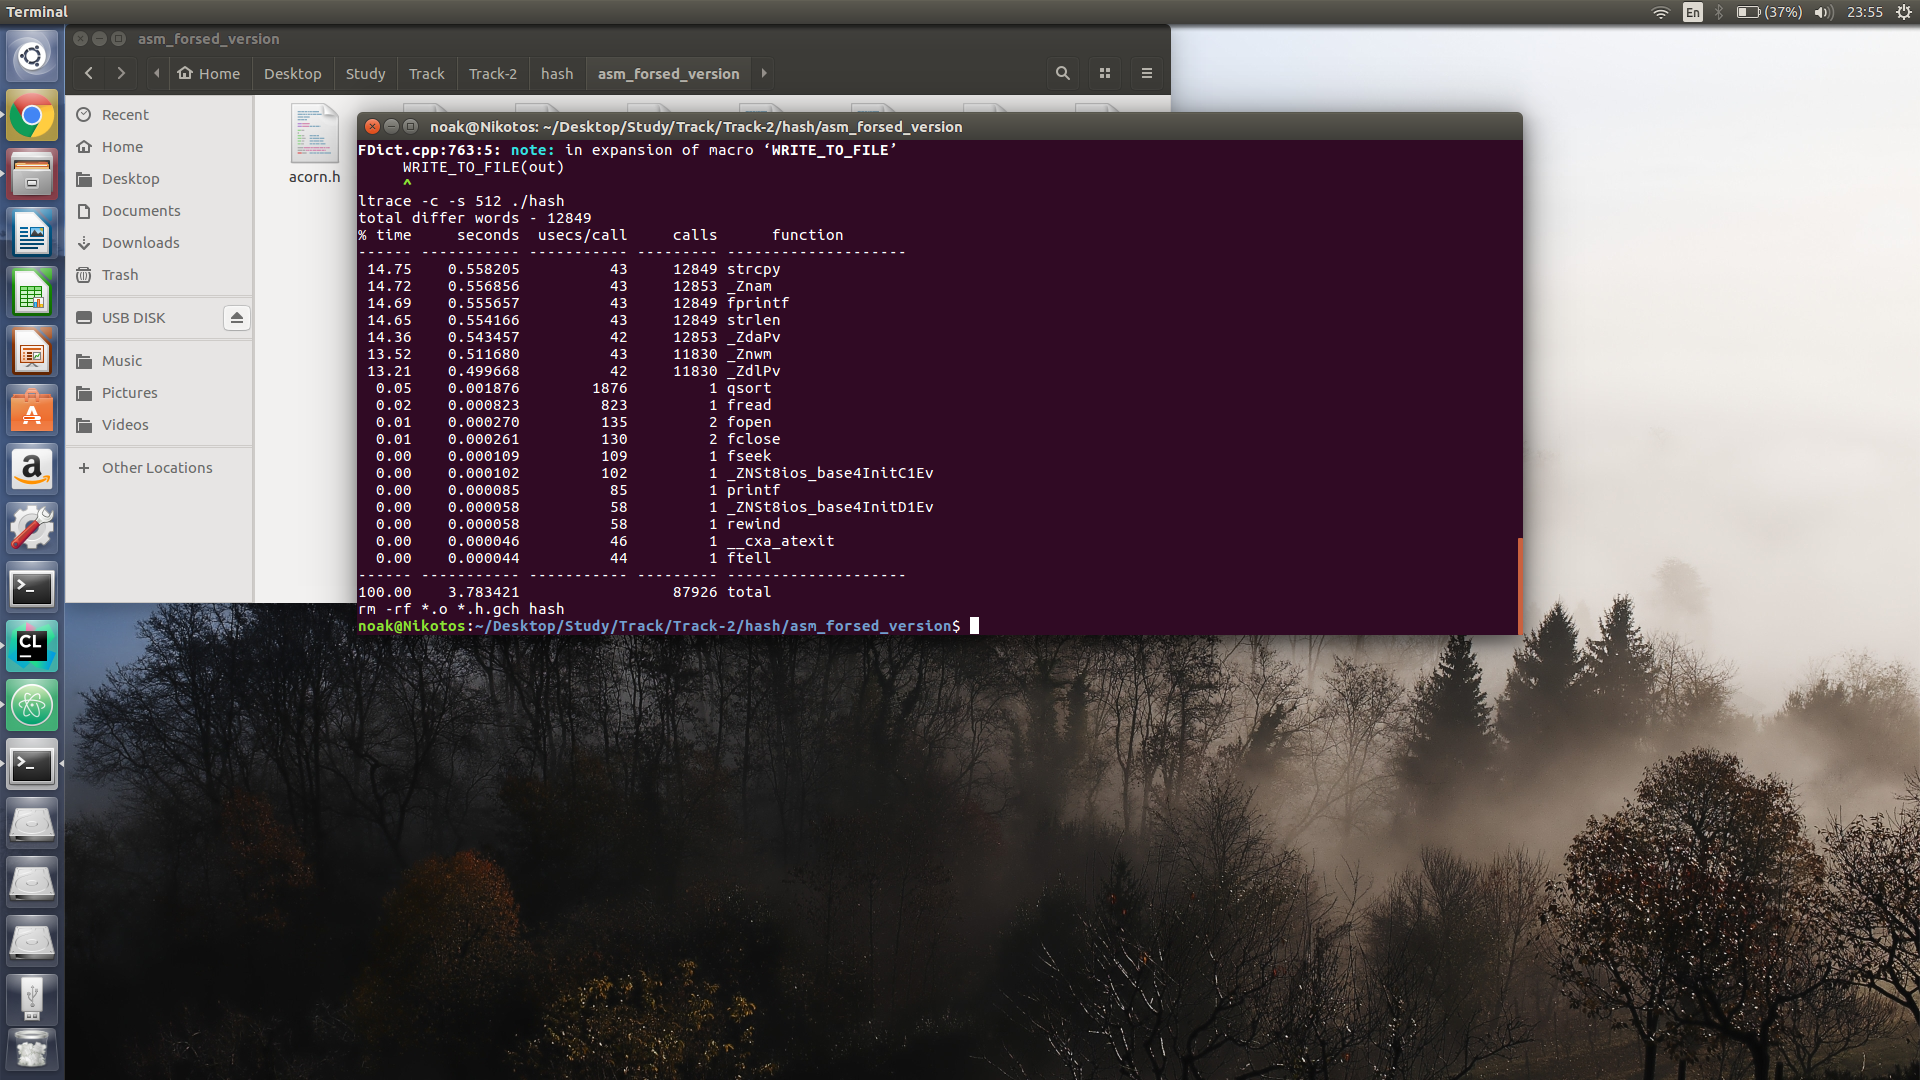 Terminal
En
(37%)
23:55
asm_forsed_version
Home
Desktop
Study
Track
Track-2
hash
asm_forsed_version
Recent
Home
Desktop
Documents
Downloads
Trash
USB DISK
Music
Pictures
Videos
Other Locations
acorn.h
noak@Nikotos: ~/Desktop/Study/Track/Track-2/hash/asm_forsed_version
FDict.cpp:763:5: note: in expansion of macro ‘WRITE_TO_FILE’
WRITE_TO_FILE(out)
^
ltrace -c -s 512 ./hash
total differ words - 12849
% time     seconds  usecs/call     calls      function
------ ----------- ----------- --------- --------------------
14.75    0.558205          43     12849 strcpy
14.72    0.556856          43     12853 _Znam
14.69    0.555657          43     12849 fprintf
14.65    0.554166          43     12849 strlen
14.36    0.543457          42     12853 _ZdaPv
13.52    0.511680          43     11830 _Znwm
13.21    0.499668          42     11830 _ZdlPv
0.05    0.001876        1876         1 qsort
0.02    0.000823         823         1 fread
0.01    0.000270         135         2 fopen
0.01    0.000261         130         2 fclose
0.00    0.000109         109         1 fseek
0.00    0.000102         102         1 _ZNSt8ios_base4InitC1Ev
0.00    0.000085          85         1 printf
0.00    0.000058          58         1 _ZNSt8ios_base4InitD1Ev
0.00    0.000058          58         1 rewind
0.00    0.000046          46         1 __cxa_atexit
0.00    0.000044          44         1 ftell
------ ----------- ----------- --------- --------------------
100.00    3.783421                 87926 total
rm -rf *.o *.h.gch hash
noak@Nikotos:~/Desktop/Study/Track/Track-2/hash/asm_forsed_version$
a
CL
>_